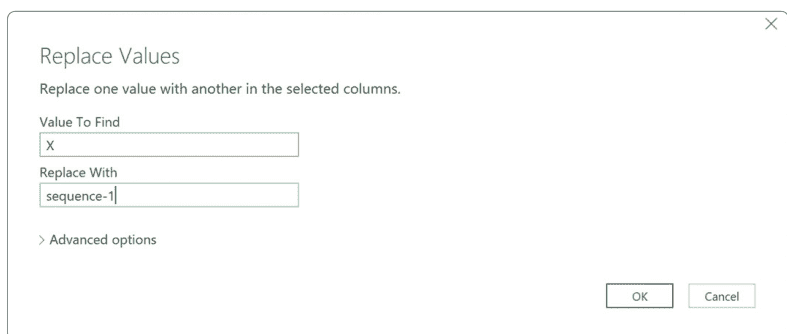 Replace Values
Replace one value with another in the selected columns.
Value To Find
X
Replace With
sequence-1
Advanced options
OK Cancel